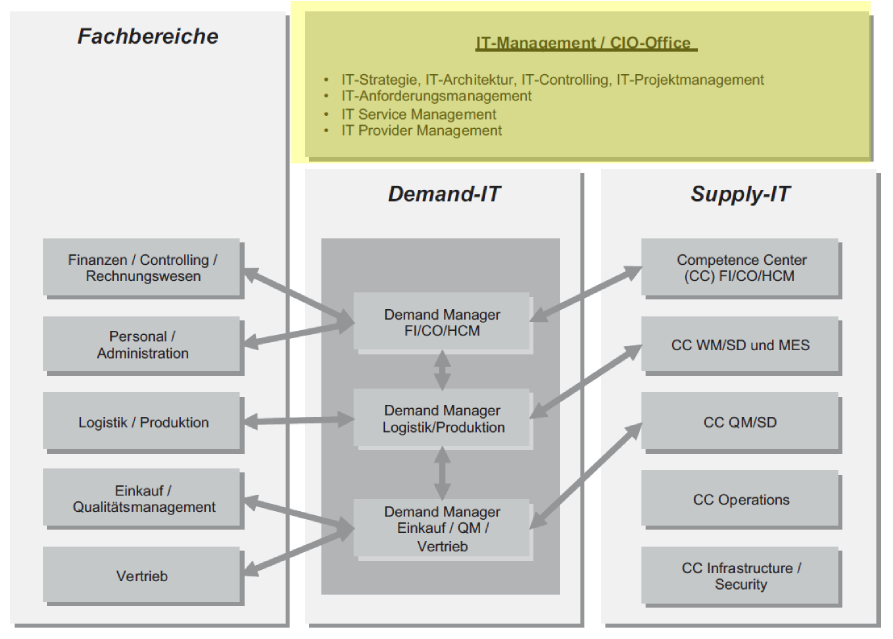 Fachbereiche
IT-Management / CIO-Office
• IT-Strategie, IT-Architektur, IT-Controlling, IT-Projektmanagement
• IT-Anforderungsmanagement
• IT Service Management
• IT Provider Management
Demand-IT
Supply-IT
Finanzen / Controlling /
Rechnungswesen
Personal /
Administration
Logistik / Produktion
Einkauf /
Qualitätsmanagement
Vertrieb
Demand Manager
FI/CO/HCM
Demand Manager
Logistik/Produktion
Demand Manager
Einkauf / QM /
Vertrieb
Competence Center
(CC) FI/CO/HCM
CC WM/SD und MES
CC QM/SD
CC Operations
CC Infrastructure /
Security